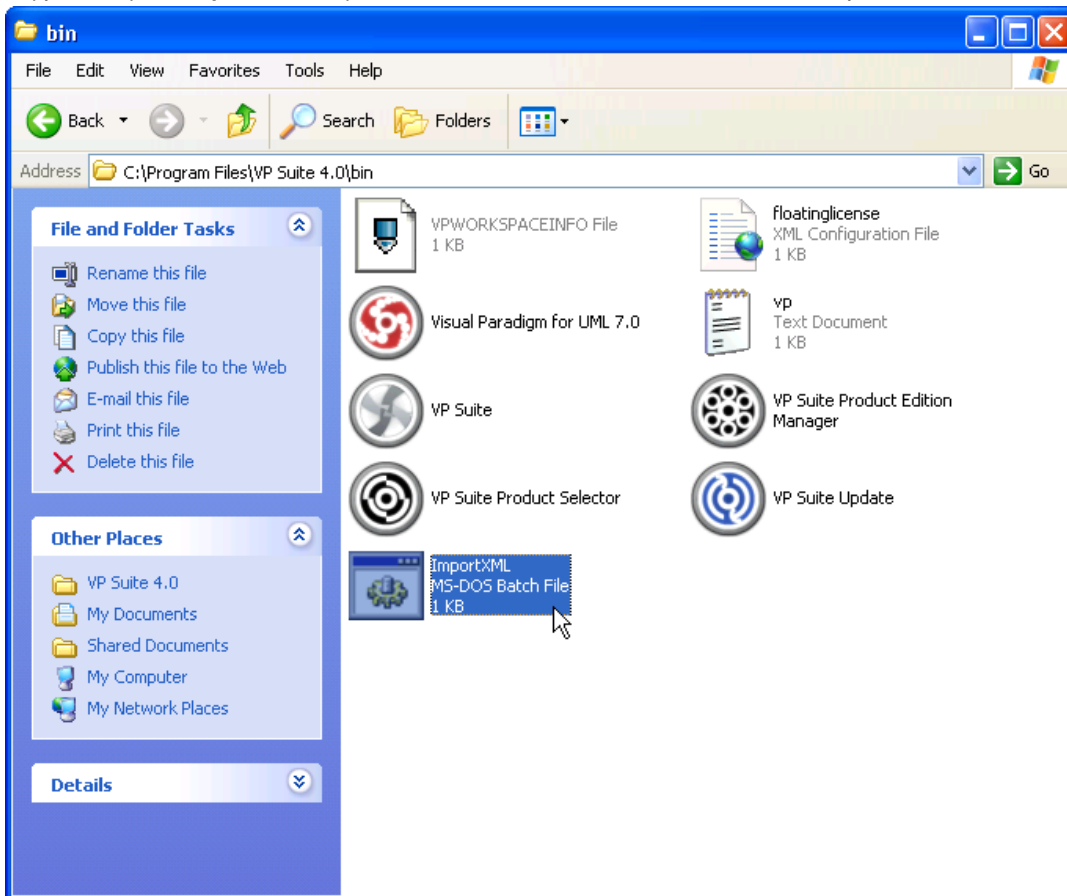 bin
File Edit View Favorites Tools Help
Back Search Folders
Address C:\Program Files\VP Suite 4.0\bin Go
File and Folder Tasks
Rename this file
Move this file
Copy this file
Publish this file to the Web
E-mail this file
Print this file
Delete this file
Other Places
VP Suite 4.0
My Documents
Shared Documents
My Computer
My Network Places
Details
VPWORKSPACEINFO File
1 KB
floatinglicense
XML Configuration File
1 KB
Visual Paradigm for UML 7.0
vp
Text Document
1 KB
VP Suite
VP Suite Product Edition
Manager
VP Suite Product Selector
VP Suite Update
ImportXML
MS-DOS Batch File
1 KB